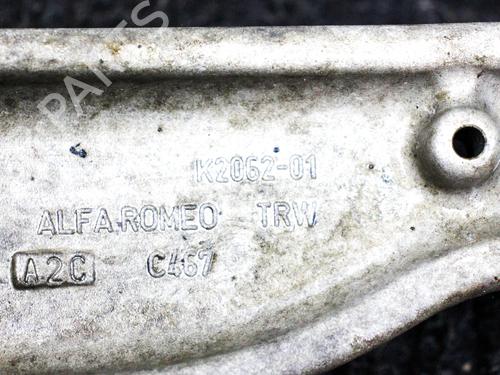 PARTS
K2062-01
ALFA ROMEO TRW
A2C C467